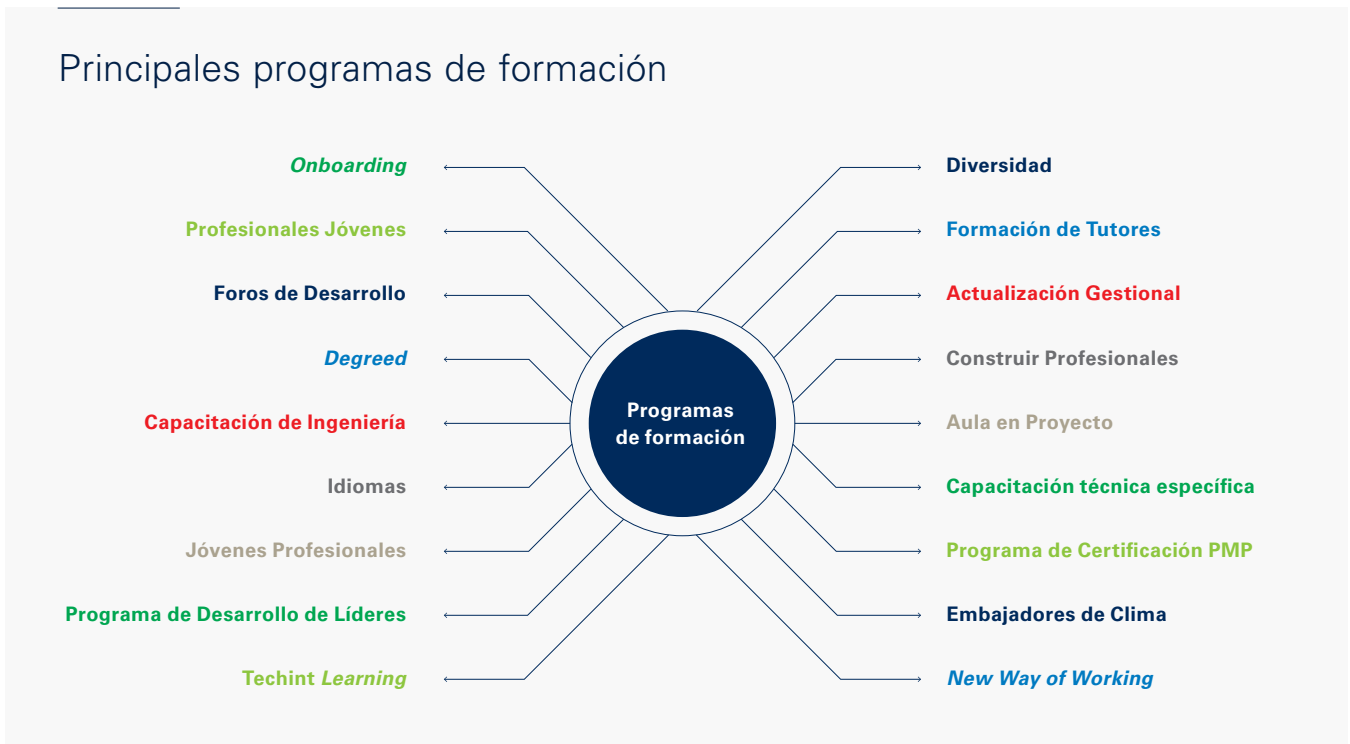 Principales programas de formación
Onboarding
Profesionales Jóvenes
Foros de Desarrollo
Degreed
Capacitación de Ingeniería
Idiomas
Jóvenes Profesionales
Programa de Desarrollo de Líderes
Techint Learning
Programas
de formación
Diversidad
Formación de Tutores
Actualización Gestional
Construir Profesionales
Aula en Proyecto
Capacitación técnica específica
Programa de Certificación PMP
Embajadores de Clima
New Way of Working